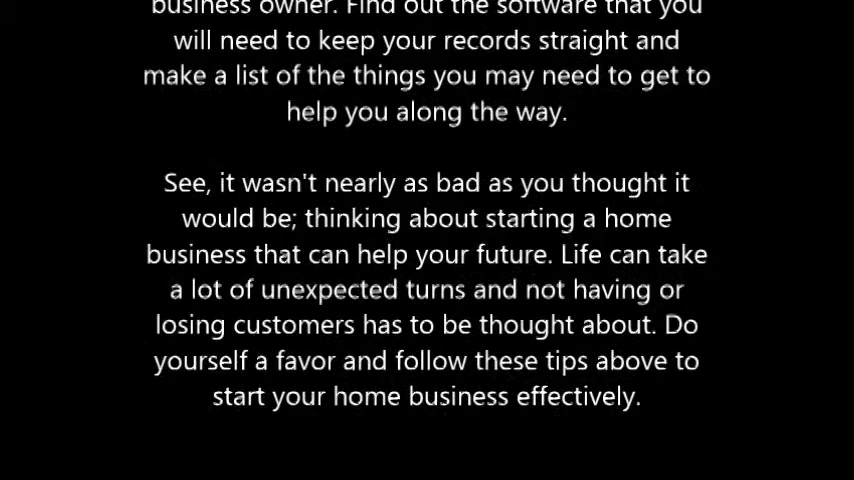 business owner. Find out the software that you
will need to keep your records straight and
make a list of the things you may need to get to
help you along the way.
See, it wasn't nearly as bad as you thought it
would be; thinking about starting a home
business that can help your future. Life can take
a lot of unexpected turns and not having or
losing customers has to be thought about. Do
yourself a favor and follow these tips above to
start your home business effectively.